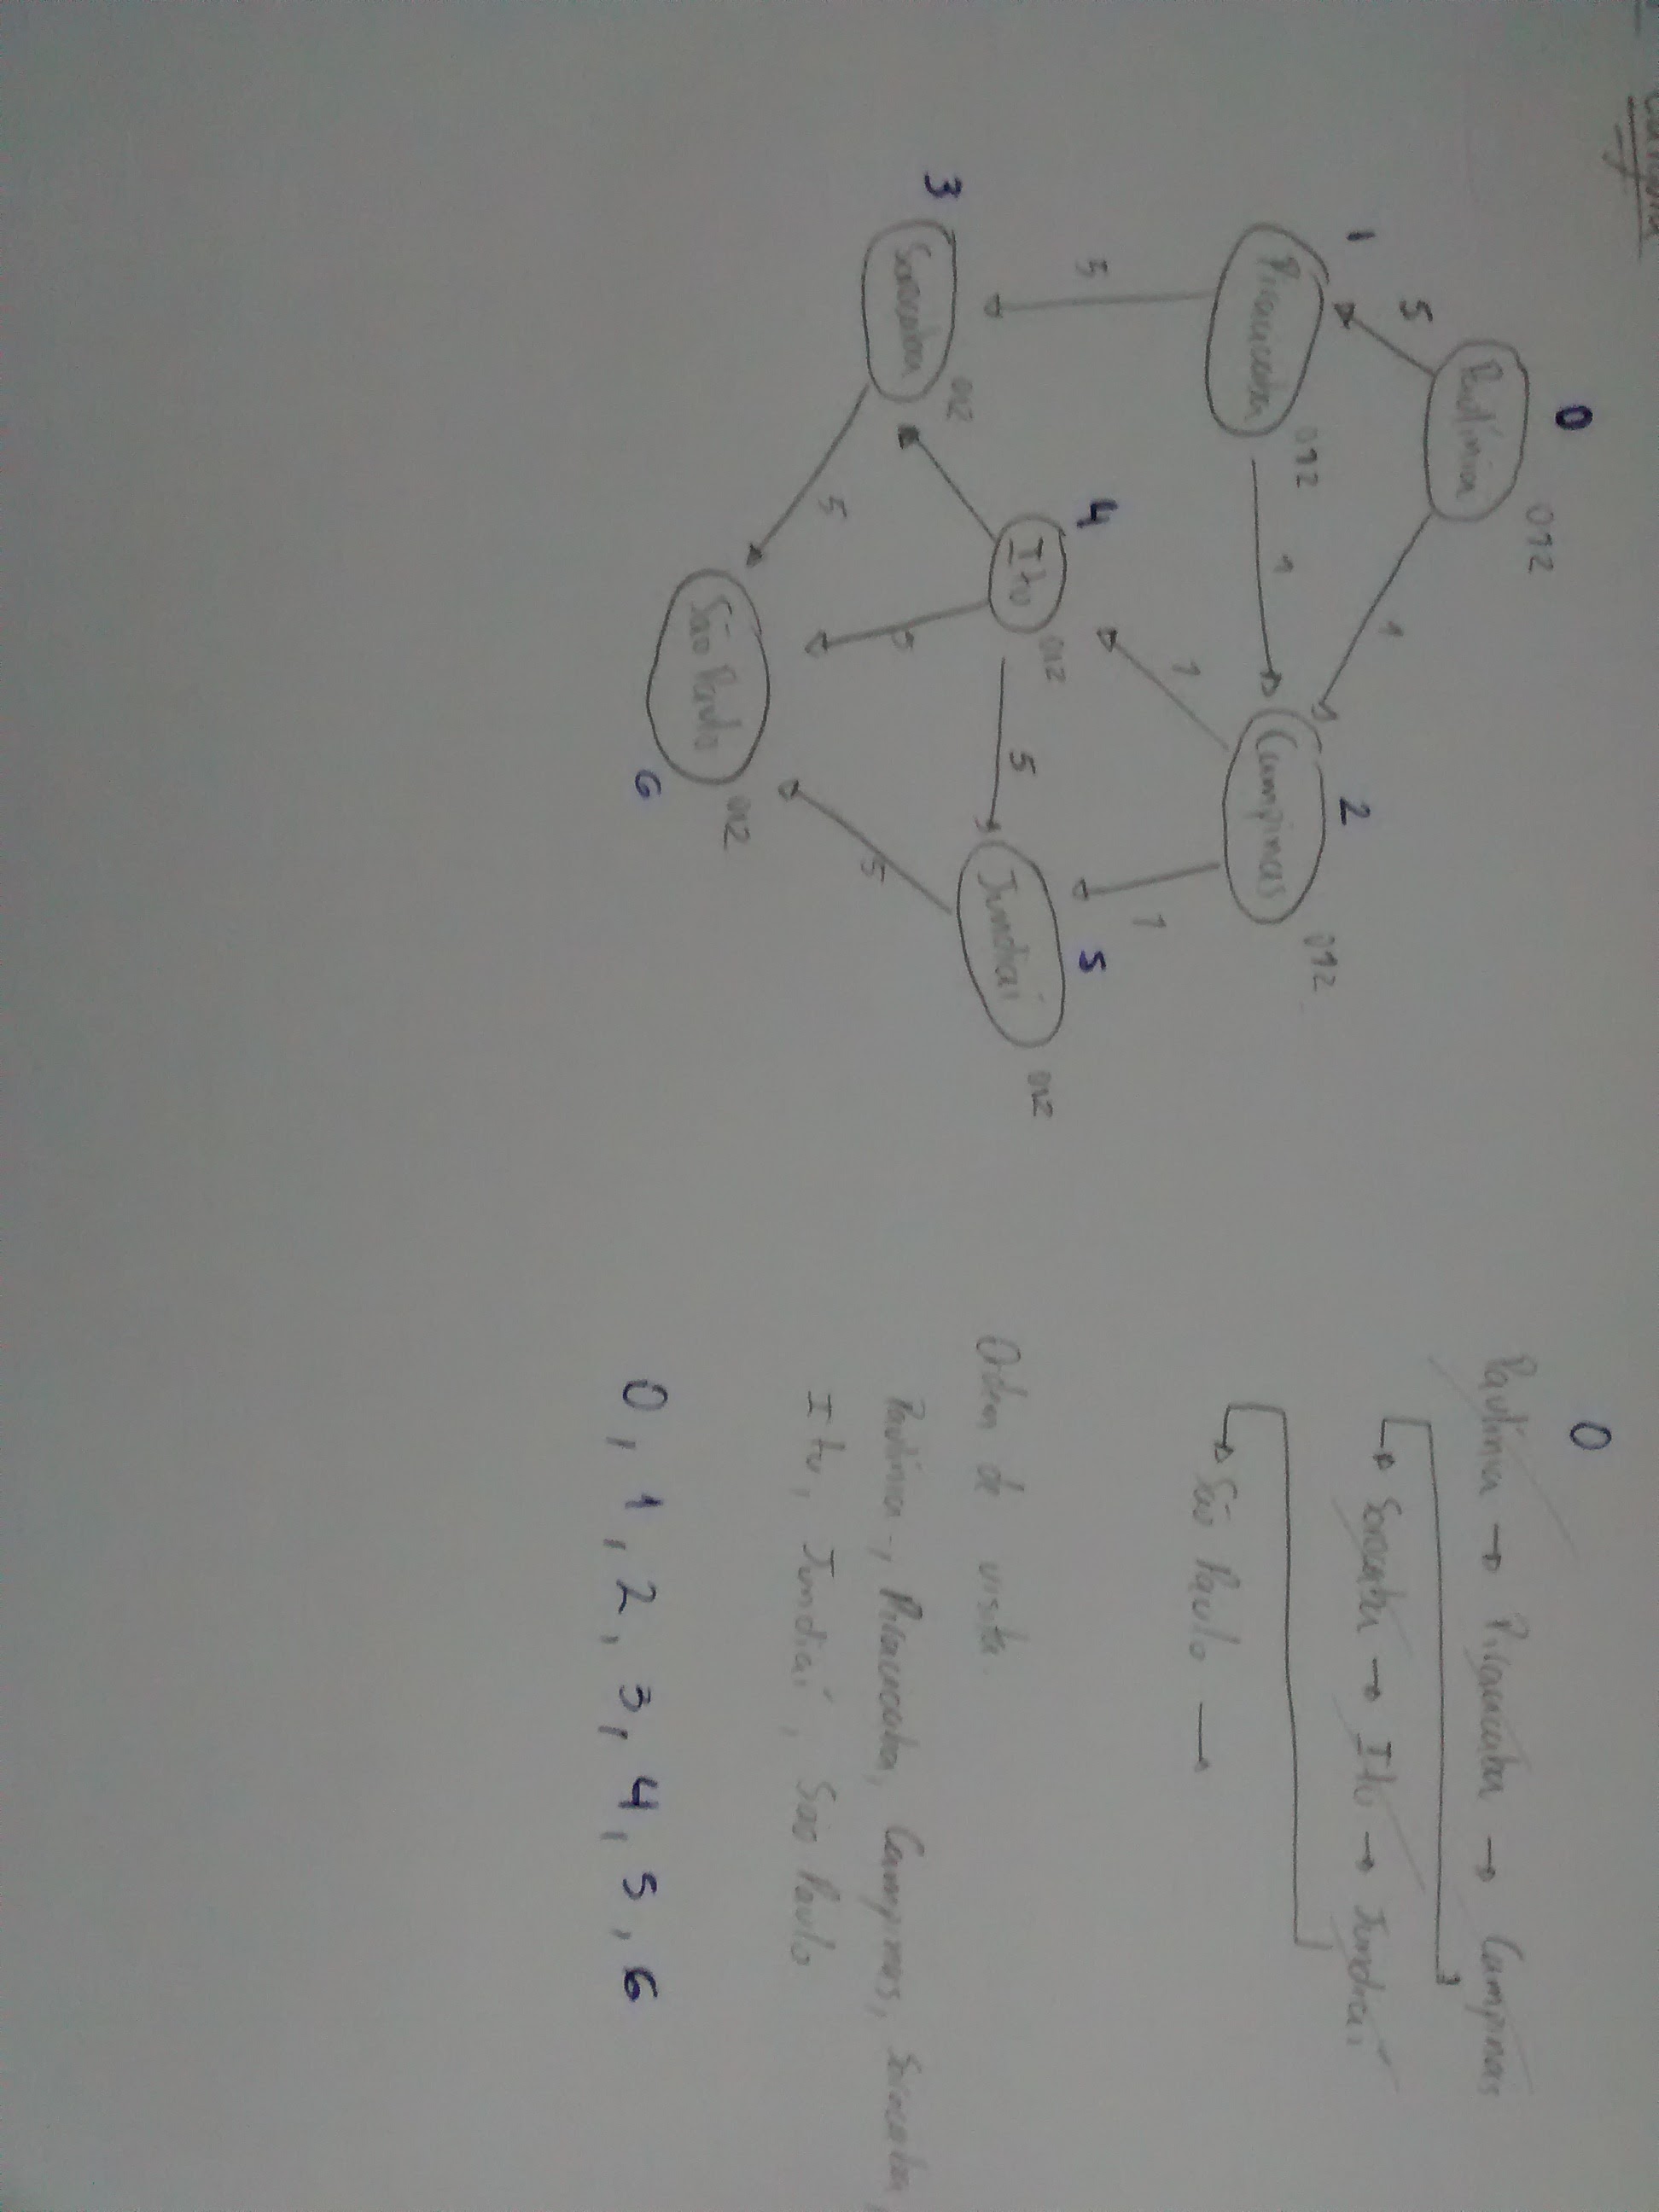 0
Paulínia 012
5 1
1 2
Piracicaba 012 1 Campinas 012
5 1 1
4 5
3 Itu 012 5 Jundiaí 012
Sorocaba 012
5 5 5
São Paulo 012
6
0
Paulínia → Piracicaba → Campinas
→ Sorocaba → Itu → Jundiaí
→ São Paulo →
Ordem de visita
Paulínia, Piracicaba, Campinas, Sorocaba,
Itu, Jundiaí, São Paulo
0, 1, 2, 3, 4, 5, 6